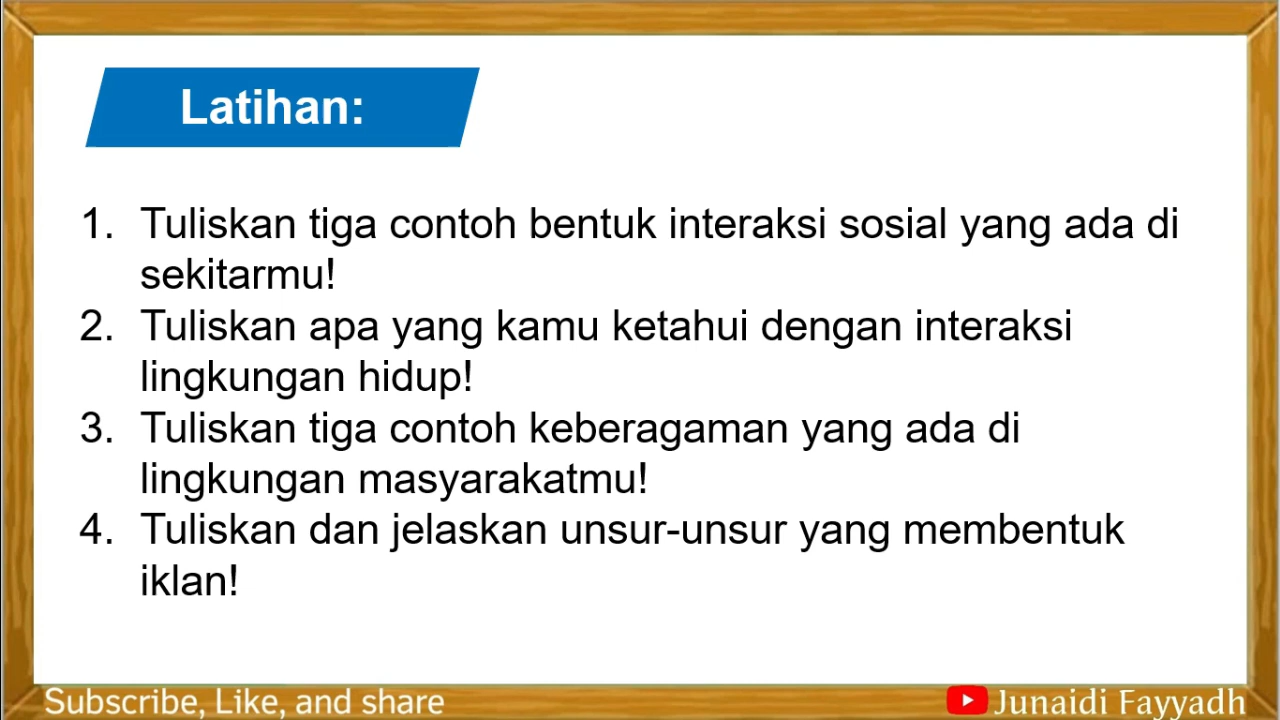 Latihan:
1. Tuliskan tiga contoh bentuk interaksi sosial yang ada di
sekitarmu!
2. Tuliskan apa yang kamu ketahui dengan interaksi
lingkungan hidup!
3. Tuliskan tiga contoh keberagaman yang ada di
lingkungan masyarakatmu!
4. Tuliskan dan jelaskan unsur-unsur yang membentuk
iklan!
Subscribe, Like, and share
Junaidi Fayyadh